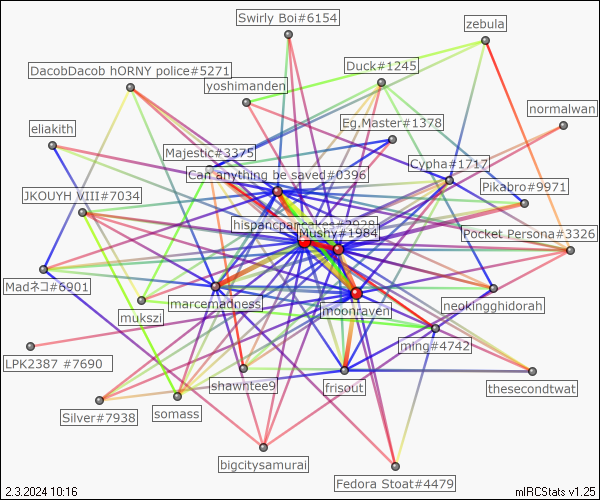 Swirly Boi#6154
zebula
DacobDacob hORNY police#5271
Duck#1245
yoshimanden
normalwan
Eg.Master#1378
eliakith
Majestic#3375
Cypha#1717
Can anything be saved#0396
Pikabro#9971
JKOUYH VIII#7034
Mushy#1984
Pocket Persona#3326
Madネコ#6901
marcemadness
neokingghidorah
mukszi
moonraven
ming#4742
LPK2387 #7690
shawntee9
frisout
thesecondtwat
Silver#7938
somass
bigcitysamurai
Fedora Stoat#4479
2.3.2024 10:16
mIRCStats v1.25